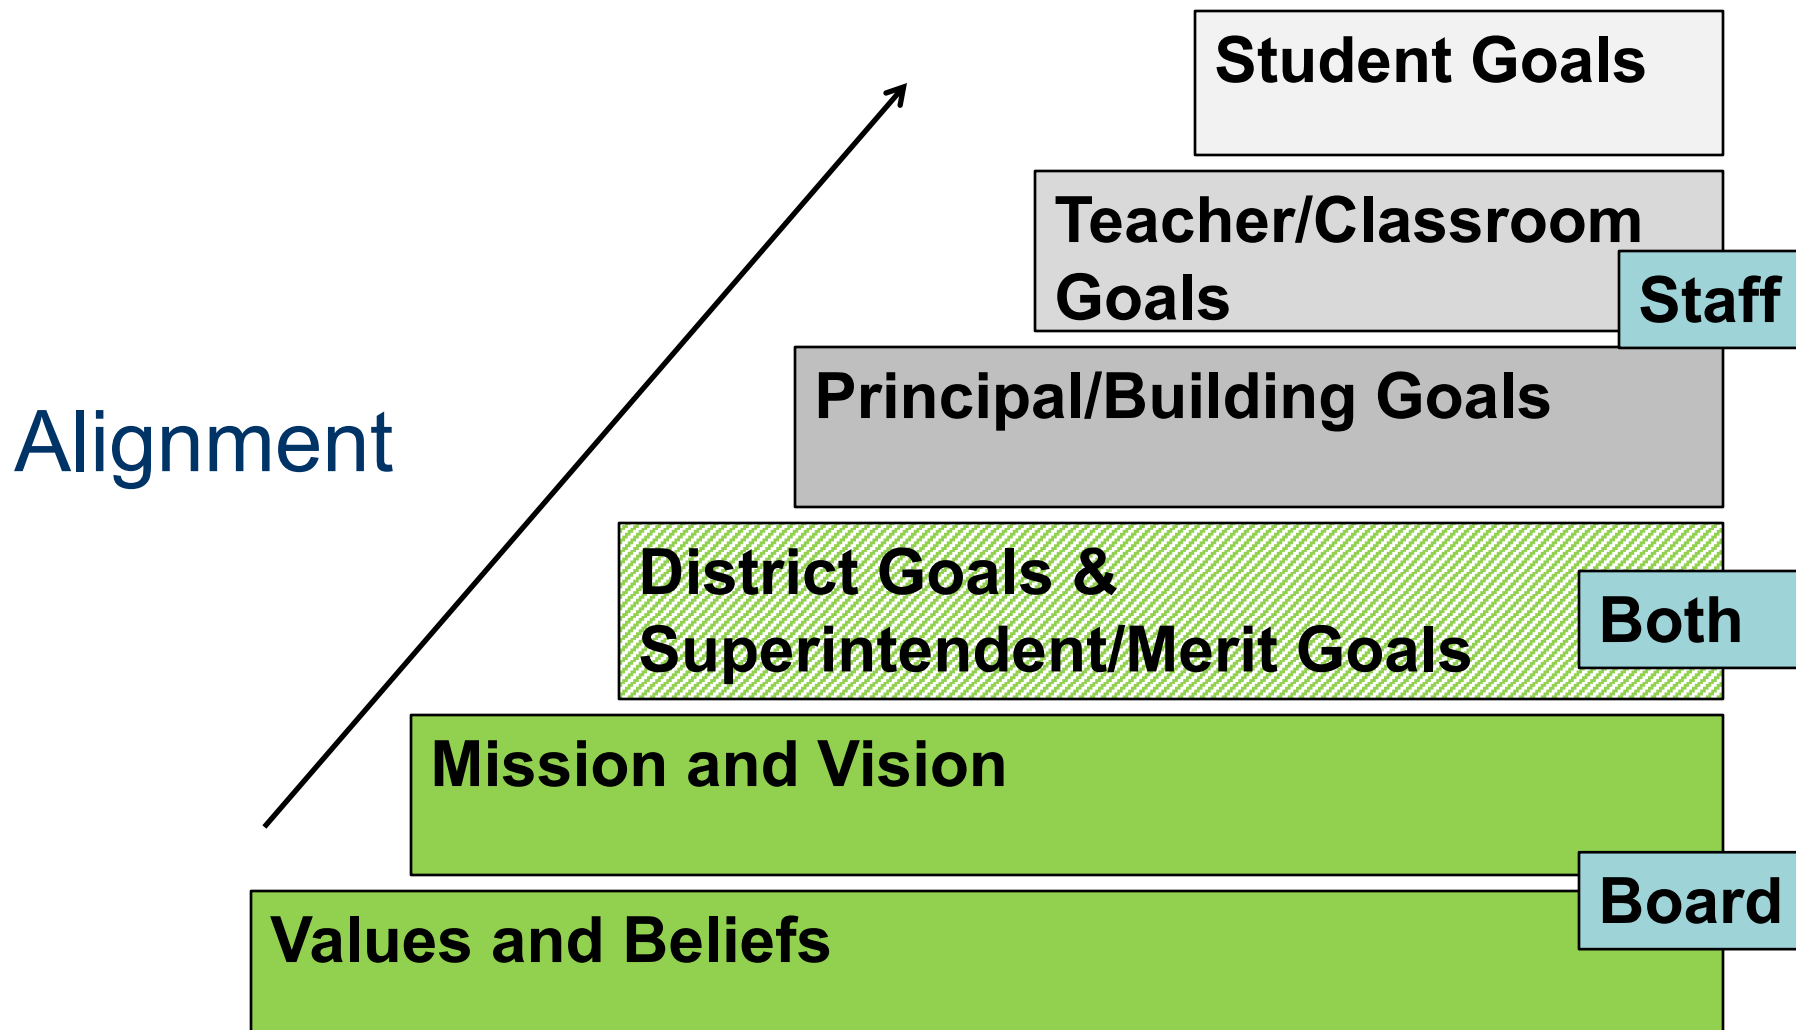 Student Goals
Teacher/Classroom
Goals
Staff
Principal/Building Goals
Alignment
District Goals &
Superintendent/Merit Goals
Both
Mission and Vision
Board
Values and Beliefs